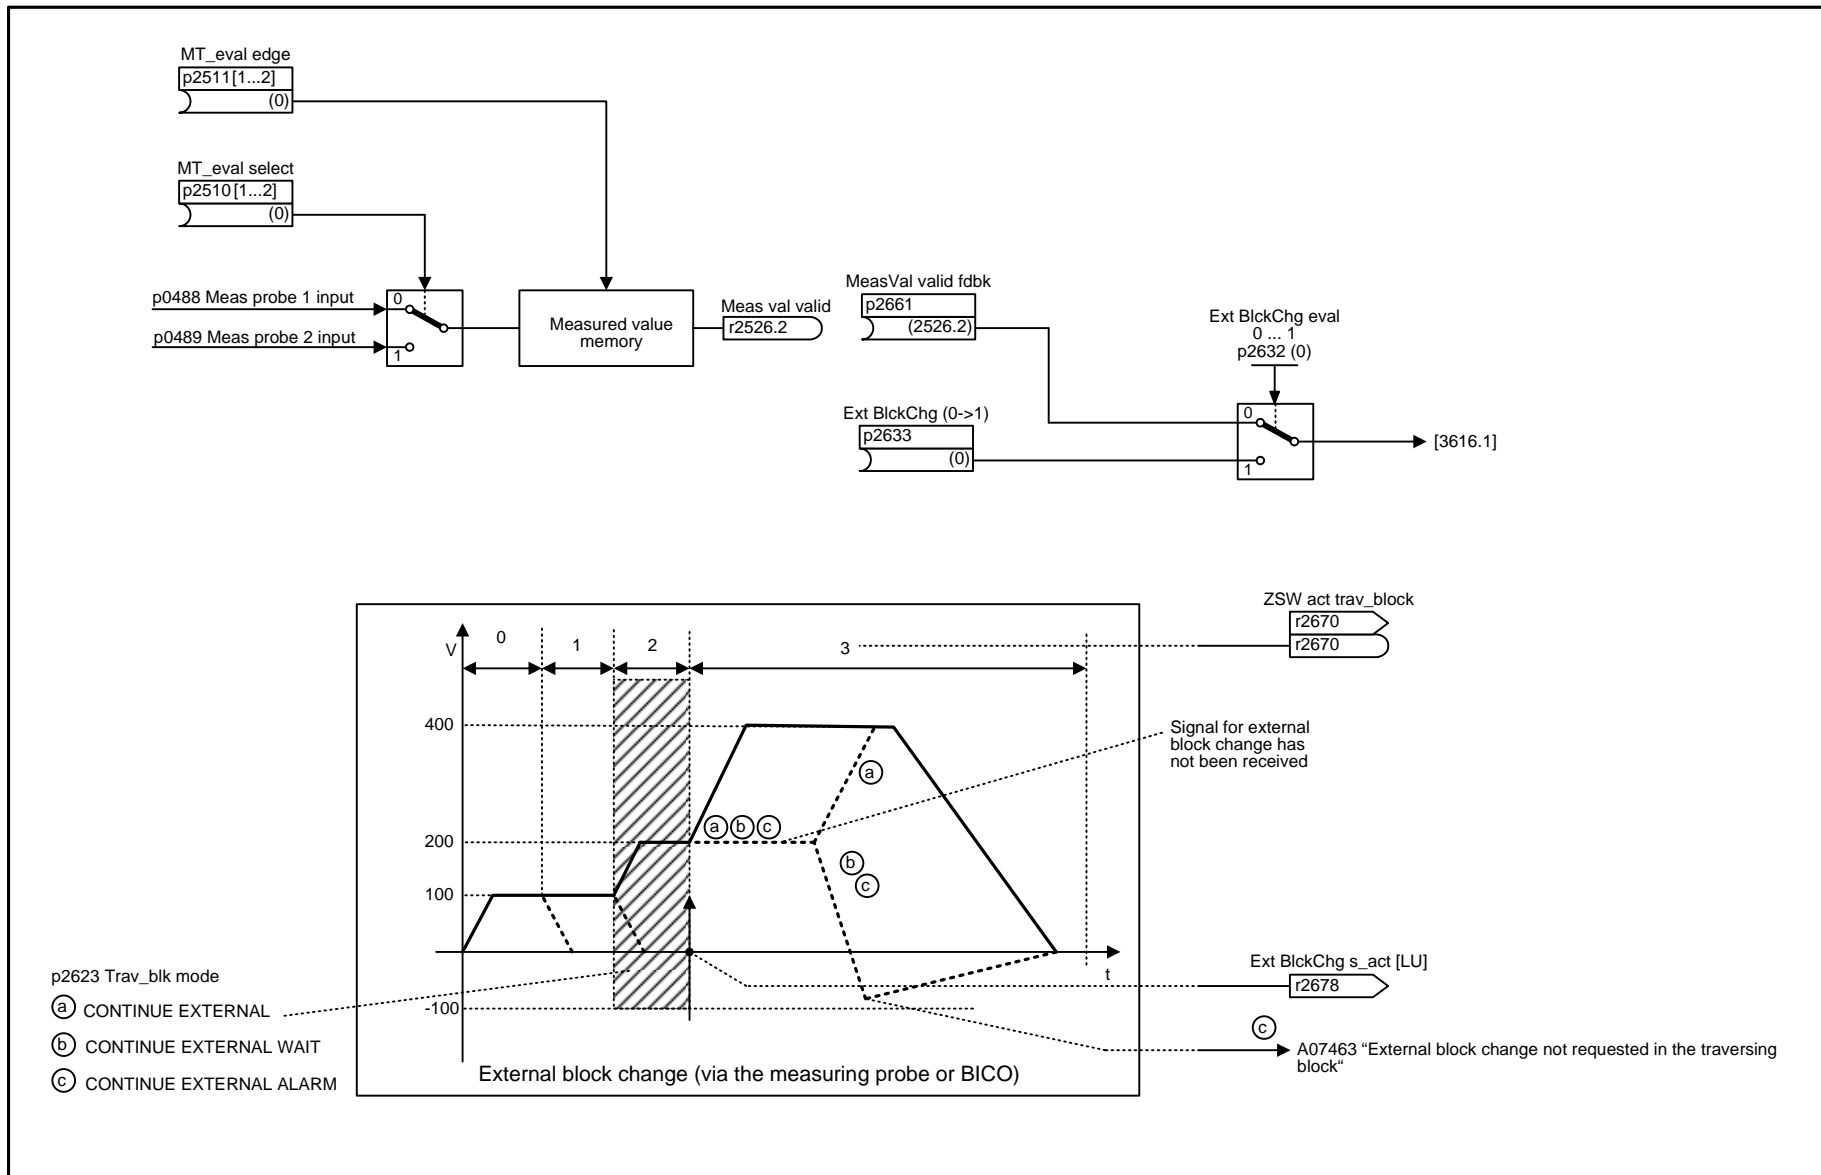 MT_eval edge
p2511[1...2]
(0)
MT_eval select
p2510[1...2]
(0)
p0488 Meas probe 1 input
p0489 Meas probe 2 input
0
1
Measured value
memory
Meas val valid
r2526.2
MeasVal valid fdbk
p2661
(2526.2)
Ext BlckChg (0->1)
p2633
(0)
Ext BlckChg eval
0 ... 1
p2632 (0)
0
1
[3616.1]
ZSW act trav_block
r2670
r2670
V
0
1
2
3
400
200
100
-100
t
a
a b c
b
c
Signal for external
block change has
not been received
Ext BlckChg s_act [LU]
r2678
c
A07463 “External block change not requested in the traversing
block“
p2623 Trav_blk mode
a CONTINUE EXTERNAL
b CONTINUE EXTERNAL WAIT
c CONTINUE EXTERNAL ALARM
External block change (via the measuring probe or BICO)